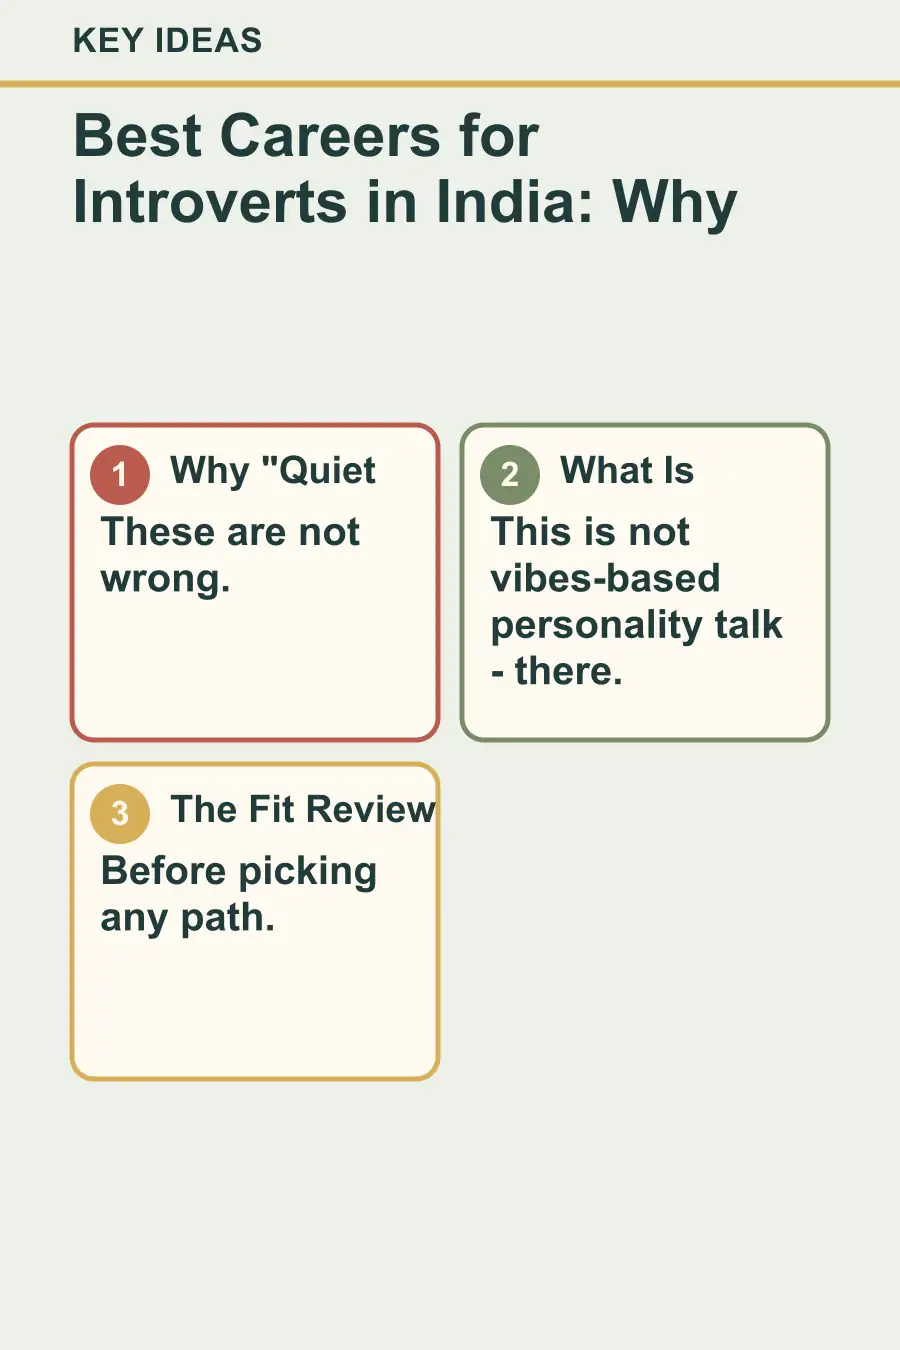 KEY IDEAS
Best Careers for
Introverts in India: Why
1
Why "Quiet
These are not
wrong.
2
What Is
This is not
vibes-based
personality talk
- there.
3
The Fit Review
Before picking
any path.